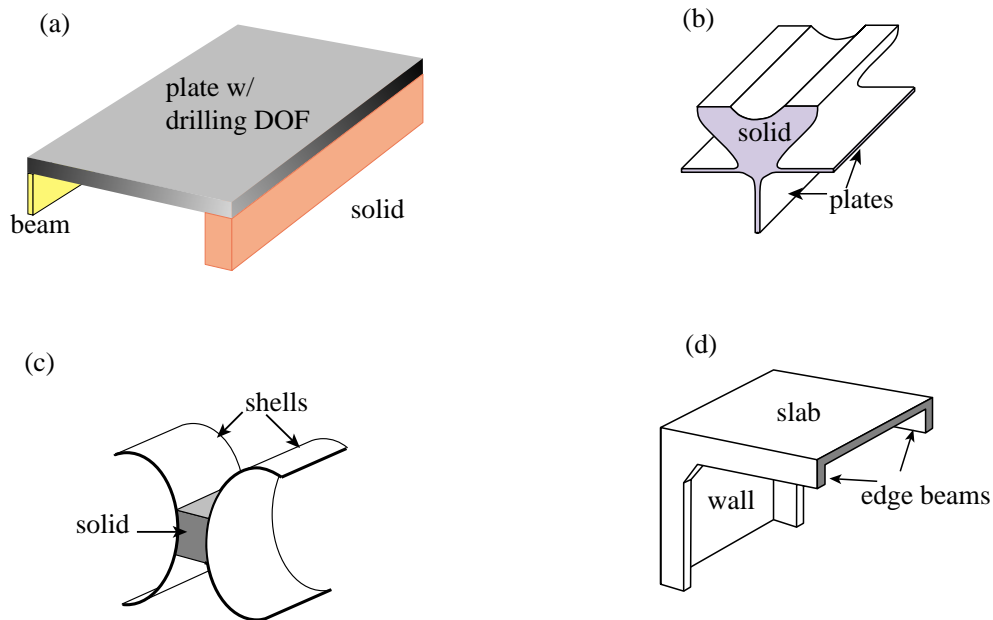 (a)
plate w/
drilling DOF
beam
solid
(b)
solid
plates
(c)
shells
solid
(d)
slab
wall
edge beams